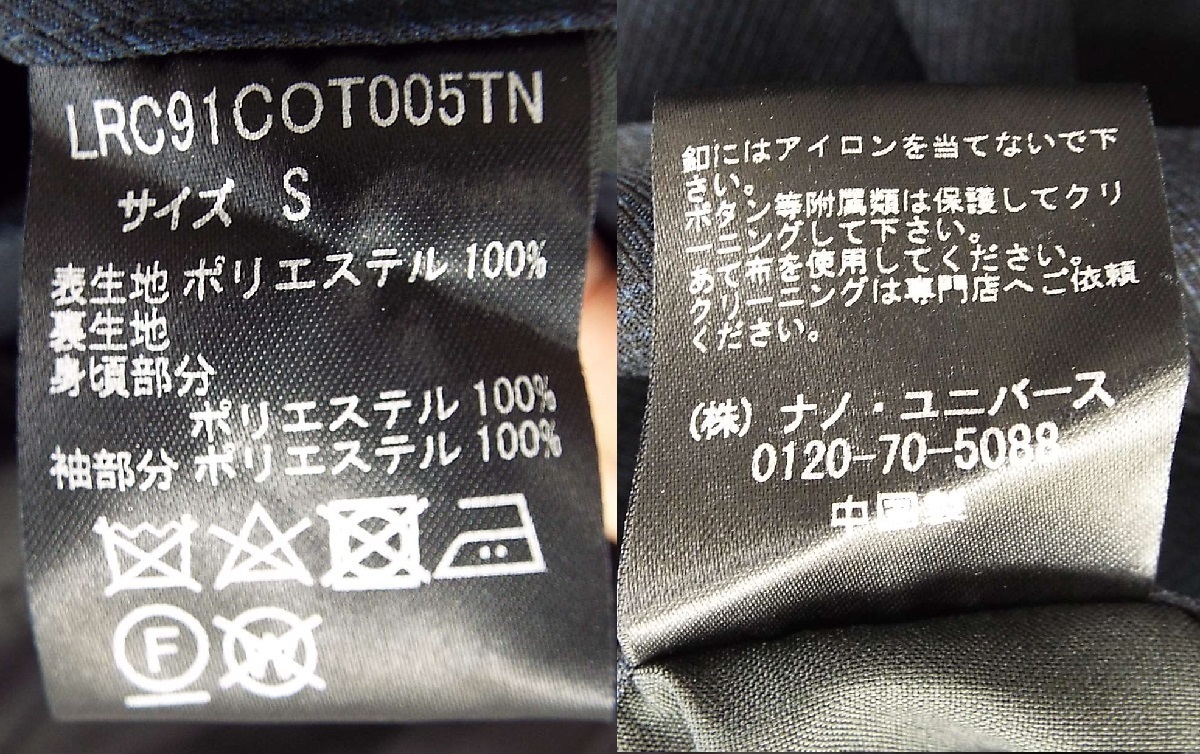 LRC91COT005TN
サイズ S
表生地 ポリエステル 100%
裏生地
身頃部分
ポリエステル 100%
袖部分 ポリエステル 100%
F
W
釦にはアイロンを当てないで下
さい。
ボタン等附属類は保護してクリ
ーニングして下さい。
あて布を使用してください。
クリーニングは専門店へご依頼
ください。
(株) ナノ・ユニバース
0120-70-5088
中国製